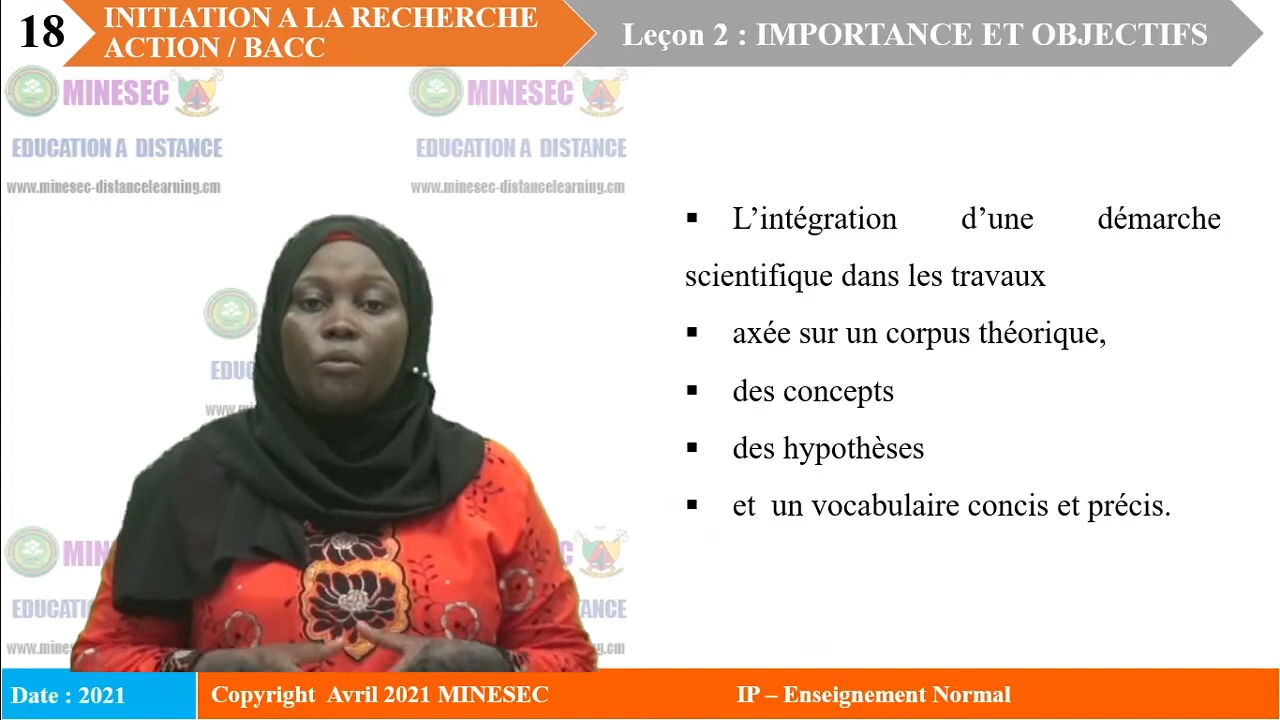 18
INITIATION A LA RECHERCHE
ACTION / BACC
Leçon 2 : IMPORTANCE ET OBJECTIFS
MINESEC
EDUCATION A DISTANCE
www.minesec-distancelearning.cm
MINESEC
EDUCATION A DISTANCE
www.minesec-distancelearning.cm
▪ L’intégration d’une démarche
scientifique dans les travaux
▪ axée sur un corpus théorique,
▪ des concepts
▪ des hypothèses
▪ et un vocabulaire concis et précis.
Date : 2021
Copyright Avril 2021 MINESEC
IP – Enseignement Normal